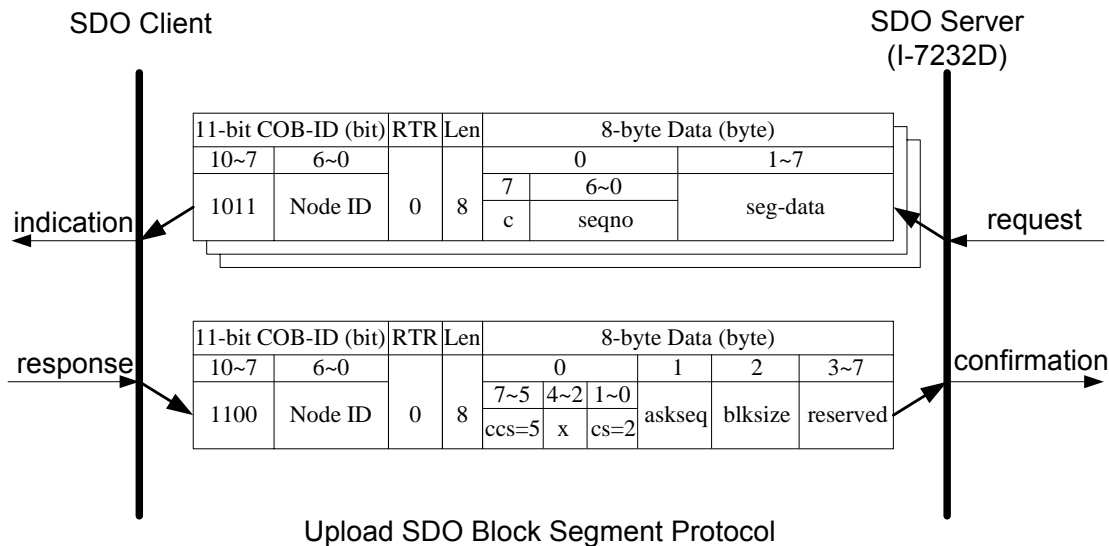 SDO Client
SDO Server
(I-7232D)
11-bit COB-ID (bit) RTR Len 8-byte Data (byte)
10~7 6~0 0 1~7
7 6~0
1011 Node ID 0 8 seg-data
c seqno
indication
request
11-bit COB-ID (bit) RTR Len 8-byte Data (byte)
response
confirmation
10~7 6~0 0 1 2 3~7
7~5 4~2 1~0
1100 Node ID 0 8 askseq blksize reserved
ccs=5 x cs=2
Upload SDO Block Segment Protocol